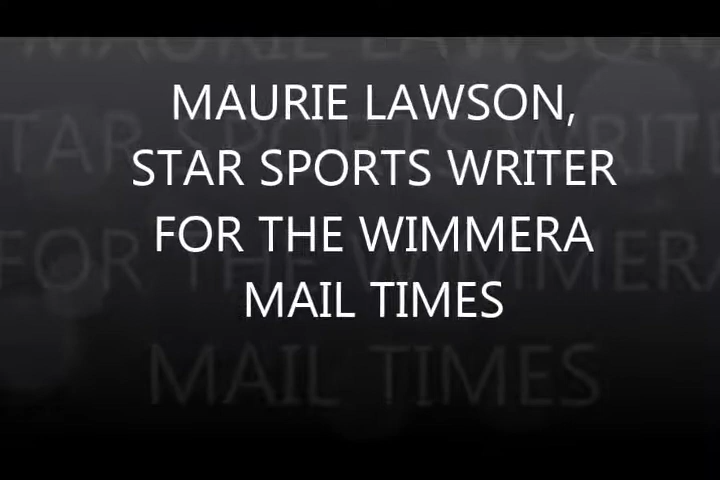 MAURIE LAWSON,
STAR SPORTS WRITER
FOR THE WIMMERA
MAIL TIMES